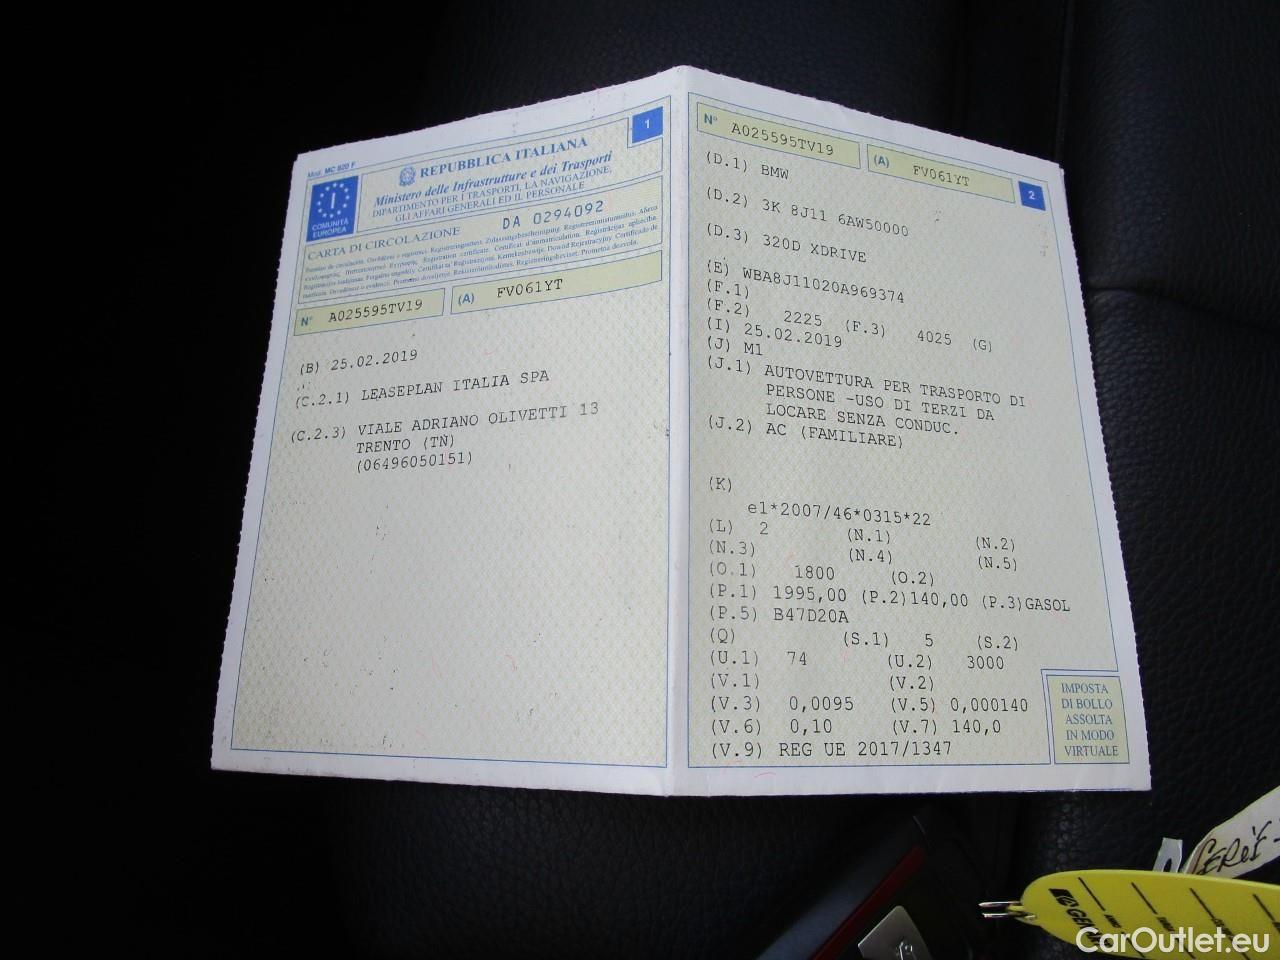 Mod. MC 820 F
1
REPUBBLICA ITALIANA
Ministero delle Infrastrutture e dei Trasporti
DIPARTIMENTO PER I TRASPORTI, LA NAVIGAZIONE,
GLI AFFARI GENERALI ED IL PERSONALE
I
COMUNITÀ
EUROPEA
CARTA DI CIRCOLAZIONE DA 0294092
N° A025595TV19 (A) FV061YT
(B) 25.02.2019
(C.2.1) LEASEPLAN ITALIA SPA
(C.2.3) VIALE ADRIANO OLIVETTI 13
TRENTO (TN)
(06496050151)
N° A025595TV19 (A) FV061YT
2
(D.1) BMW
(D.2) 3K 8J11 6AW50000
(D.3) 320D XDRIVE
(E) WBA8J11020A969374
(F.1)
(F.2) 2225 (F.3) 4025 (G)
(I) 25.02.2019
(J) M1
(J.1) AUTOVETTURA PER TRASPORTO DI
PERSONE -USO DI TERZI DA
LOCARE SENZA CONDUC.
(J.2) AC (FAMILIARE)
(K)
e1*2007/46*0315*22
(L) 2 (N.1) (N.2)
(N.3) (N.4) (N.5)
(O.1) 1800 (O.2)
(P.1) 1995,00 (P.2)140,00 (P.3)GASOL
(P.5) B47D20A
(Q) (S.1) 5 (S.2)
(U.1) 74 (U.2) 3000
(V.1) (V.2)
(V.3) 0,0095 (V.5) 0,000140
(V.6) 0,10 (V.7) 140,0
(V.9) REG UE 2017/1347
IMPOSTA
DI BOLLO
ASSOLTA
IN MODO
VIRTUALE
CarOutlet.eu